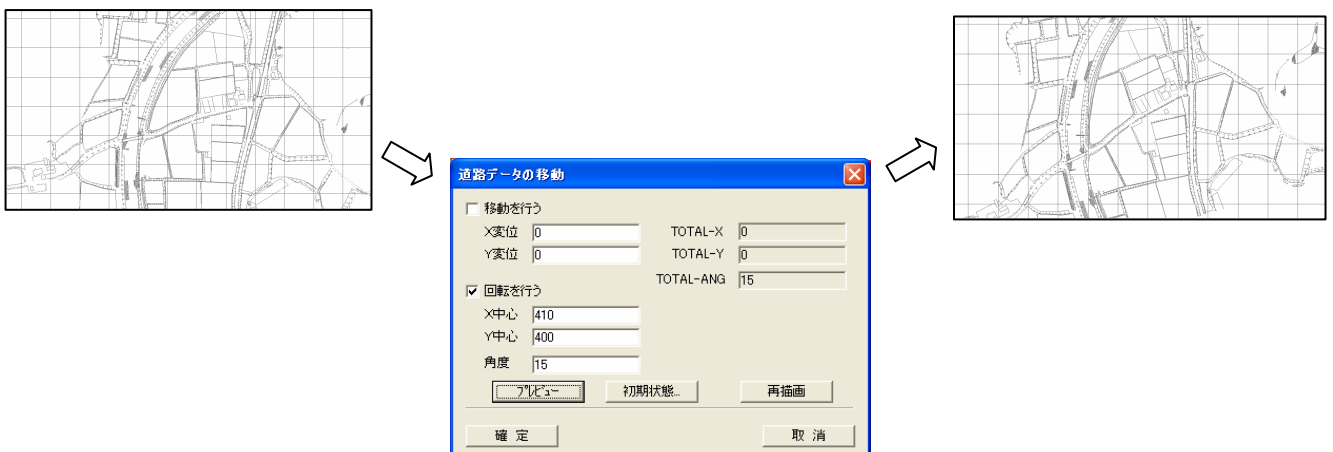 道路データの移動
移動を行う
X変位 0 TOTAL-X 0
Y変位 0 TOTAL-Y 0
TOTAL-ANG 15
回転を行う
X中心 410
Y中心 400
角度 15
プレビュー 初期状態... 再描画
確 定 取 消